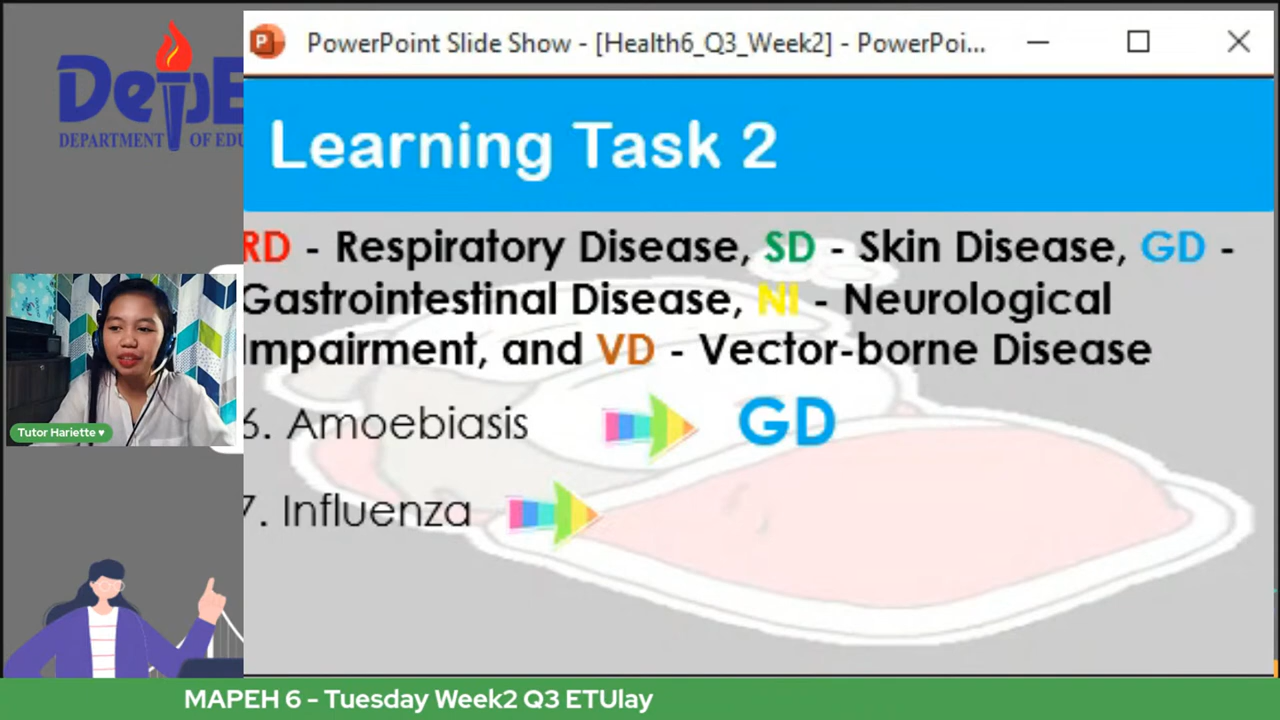 PowerPoint Slide Show - [Health6_Q3_Week2] - PowerPoi...
DepE
DEPARTMENT OF EDU
Learning Task 2
RD - Respiratory Disease, SD - Skin Disease, GD -
Gastrointestinal Disease, NI - Neurological
Impairment, and VD - Vector-borne Disease
6. Amoebiasis GD
7. Influenza
Tutor Hariette ♥
MAPEH 6 - Tuesday Week2 Q3 ETUlay